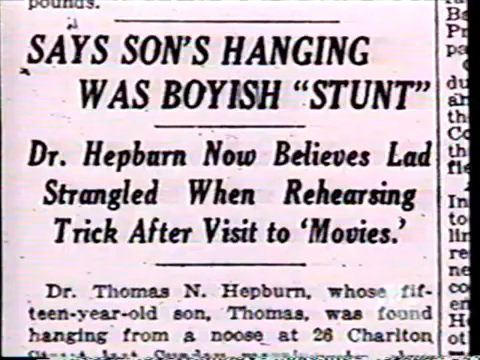 pounds.
SAYS SON'S HANGING
WAS BOYISH "STUNT"
Dr. Hepburn Now Believes Lad
Strangled When Rehearsing
Trick After Visit to 'Movies.'
Dr. Thomas N. Hepburn, whose fif-
teen-year-old son, Thomas, was found
hanging from a noose at 26 Charlton